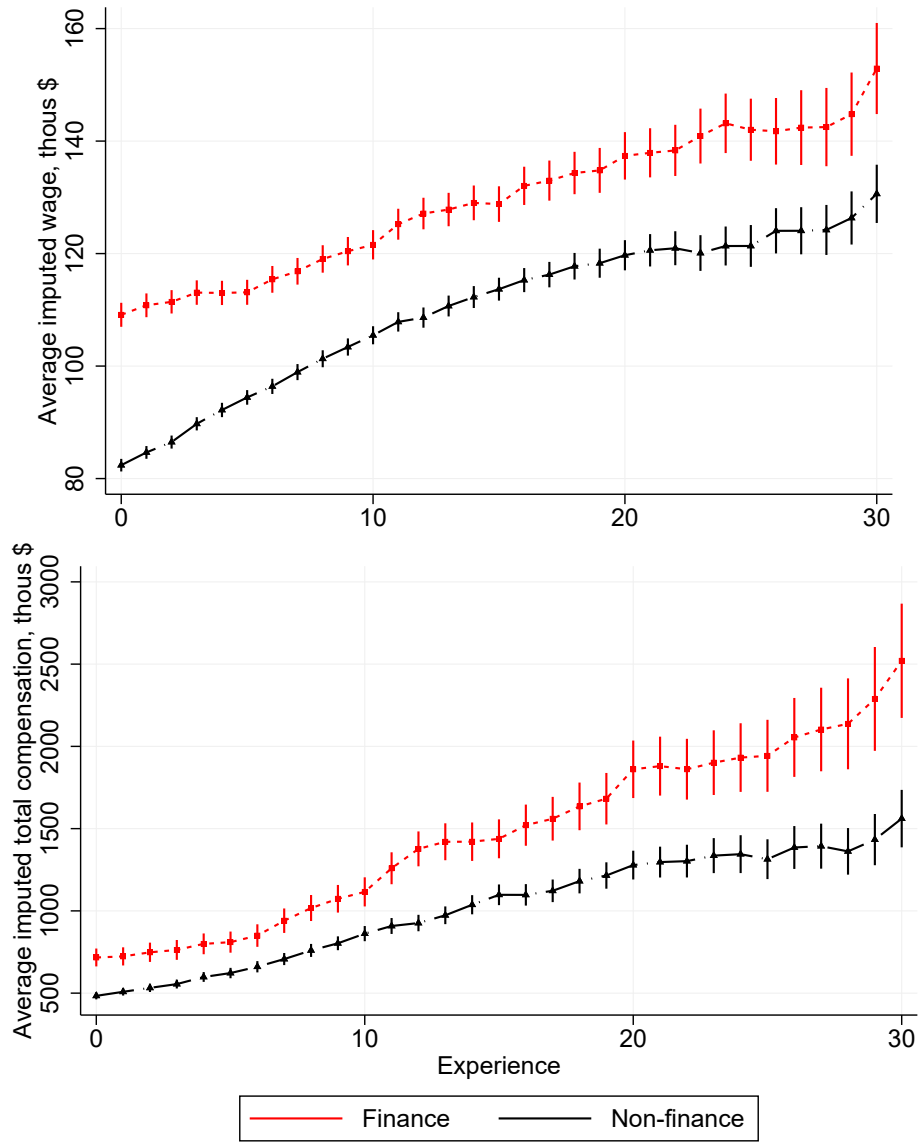 Average imputed wage, thous $
160
140
120
100
80
0 10 20 30
Average imputed total compensation, thous $
3000
2500
2000
1500
1000
500
0 10 20 30
Experience
Finance Non-finance